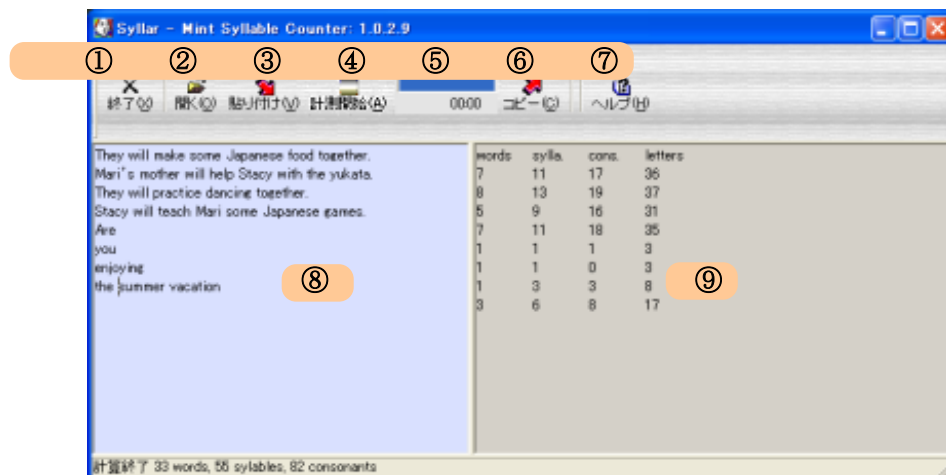 Syllar - Mint Syllable Counter: 1.0.2.9
① ② ③ ④ ⑤ ⑥ ⑦
終了(X) 開く(O) 貼り付け(V) 計測開始(A) 00:00 コピー(C) ヘルプ(H)
They will make some Japanese food together.
Mari's mother will help Stacy with the yukata.
They will practice dancing together.
Stacy will teach Mari some Japanese games.
Are
you
enjoying
the summer vacation
⑧
words sylla. cons. letters
7 11 17 36
8 13 19 37
5 9 16 31
7 11 18 35
1 1 1 3
1 1 0 3
1 3 3 8
3 6 8 17
⑨
計算終了 33 words, 55 sylables, 82 consonants